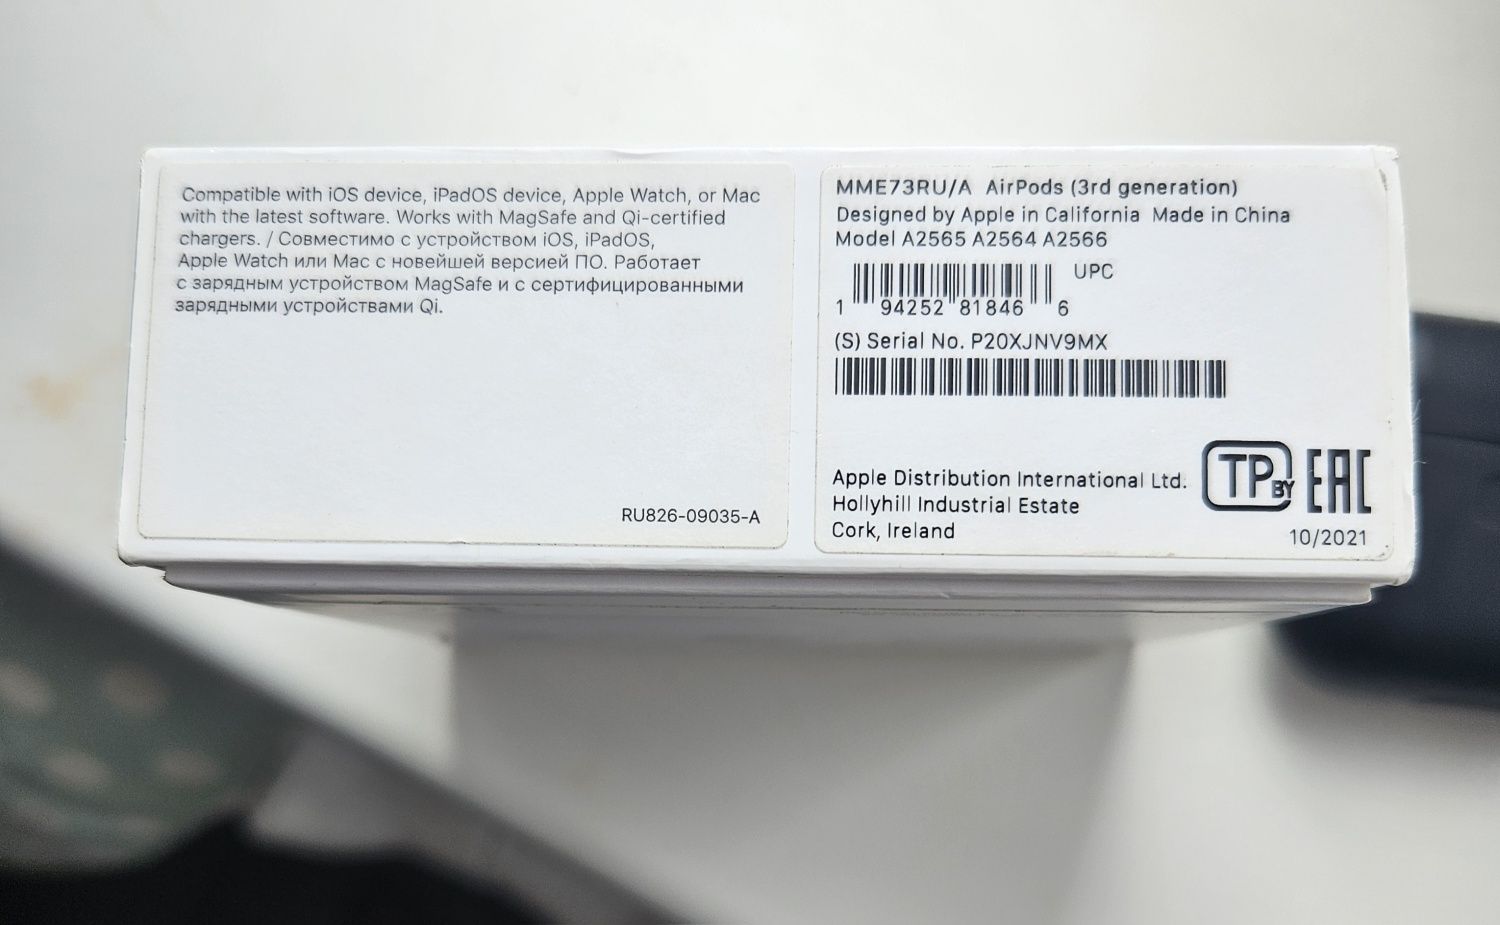 Compatible with iOS device, iPadOS device, Apple Watch, or Mac
with the latest software. Works with MagSafe and Qi-certified
chargers. / Совместимо с устройством iOS, iPadOS,
Apple Watch или Mac с новейшей версией ПО. Работает
с зарядным устройством MagSafe и с сертифицированными
зарядными устройствами Qi.
RU826-09035-A
MME73RU/A AirPods (3rd generation)
Designed by Apple in California Made in China
Model A2565 A2564 A2566
UPC
1 94252 81846 6
(S) Serial No. P20XJNV9MX
Apple Distribution International Ltd.
Hollyhill Industrial Estate
Cork, Ireland
TP BY EAC
10/2021